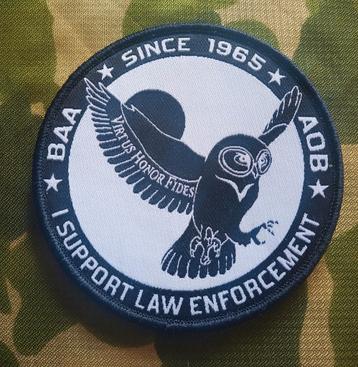 SINCE 1965
BAA
AOB
VIRTUS HONOR FIDES
I SUPPORT LAW ENFORCEMENT